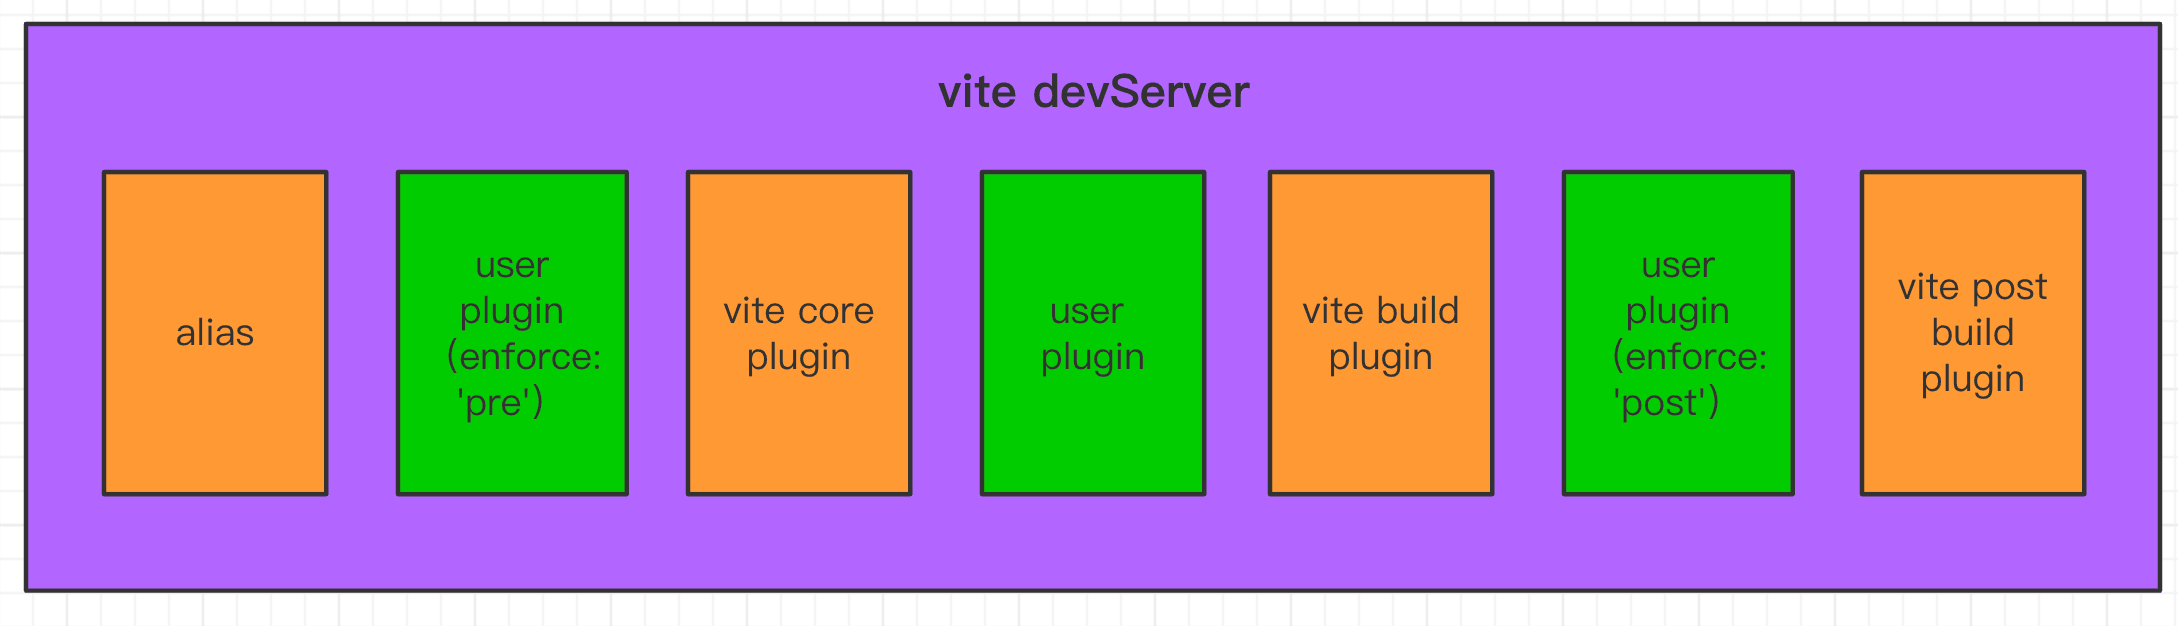 vite devServer
alias
user
plugin
(enforce:
'pre')
vite core
plugin
user
plugin
vite build
plugin
user
plugin
(enforce:
'post')
vite post
build
plugin